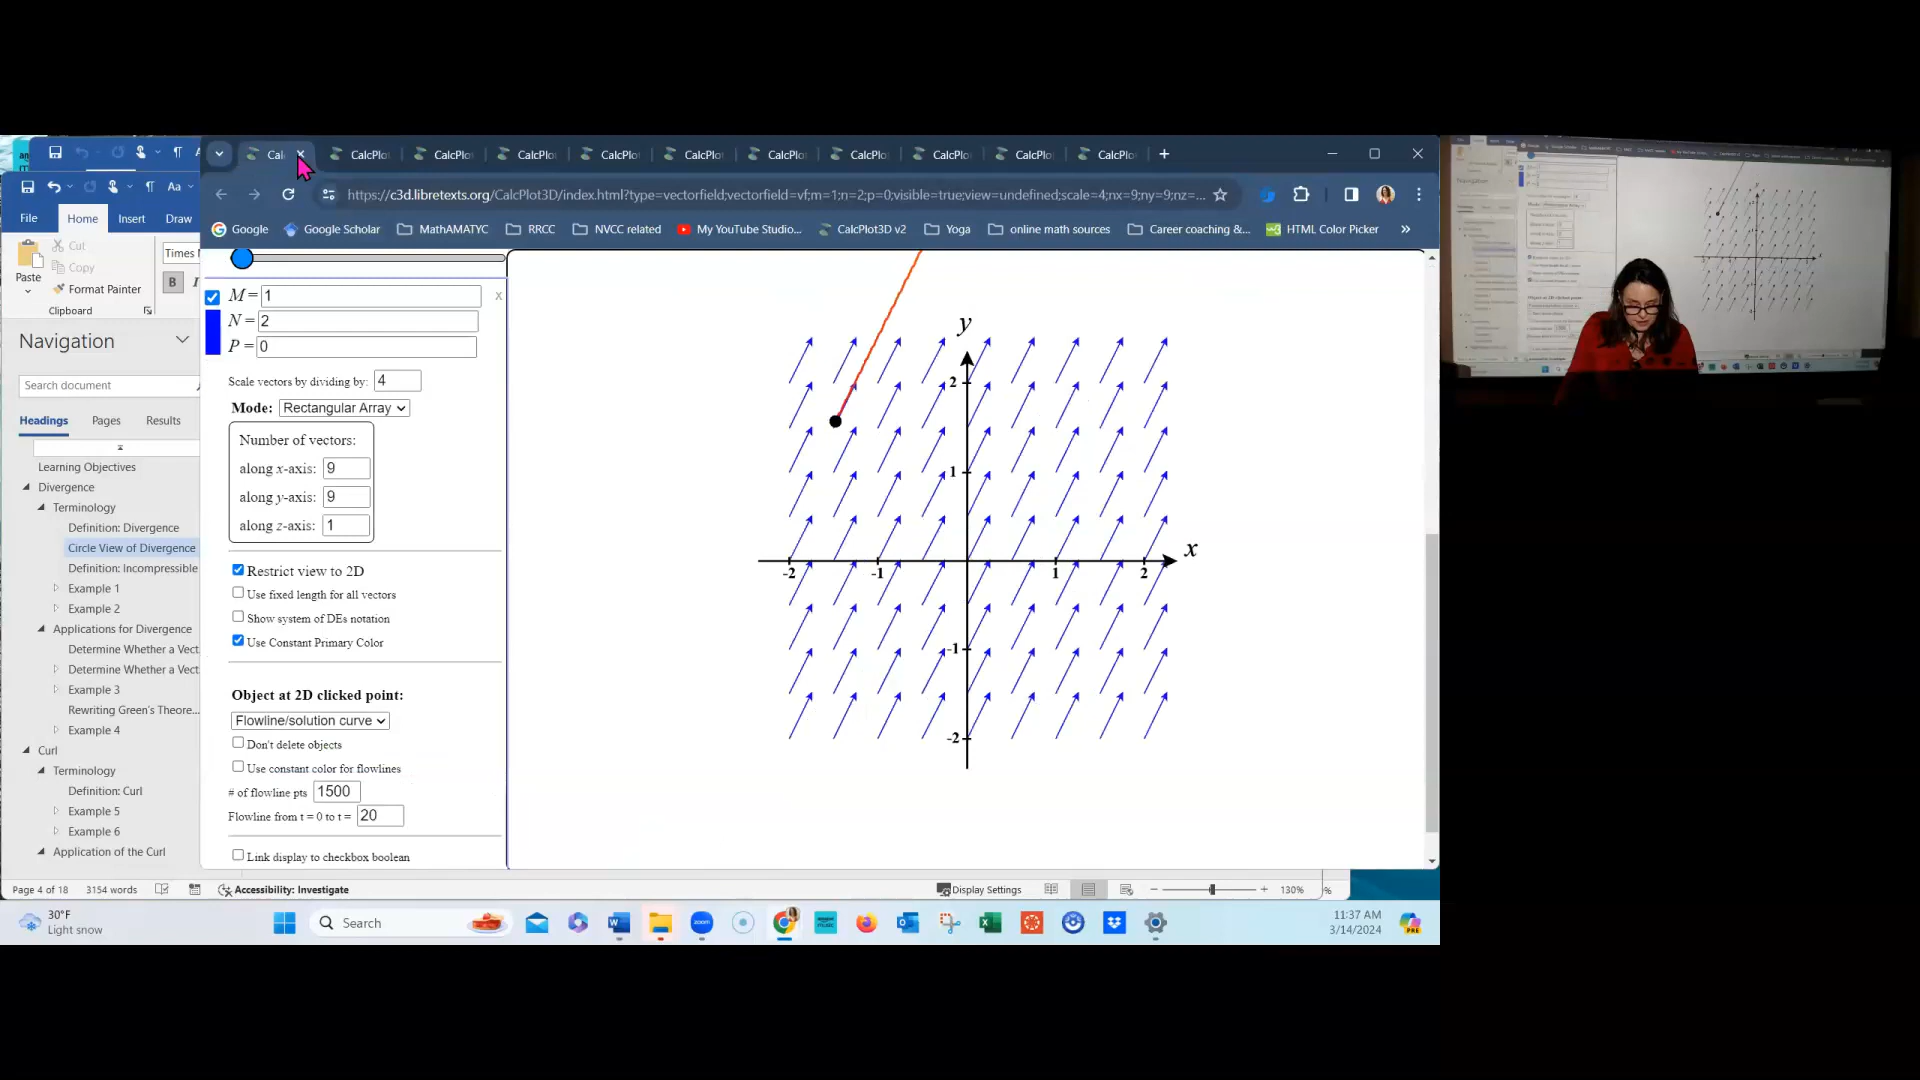 Cal
CalcPlo
CalcPlo
CalcPlo
CalcPlo
CalcPlo
CalcPlo
CalcPlo
CalcPlo
CalcPlo
CalcPlo
https://c3d.libretexts.org/CalcPlot3D/index.html?type=vectorfield;vectorfield=vf;m=1;n=2;p=0;visible=true;view=undefined;scale=4;nx=9;ny=9;nz=...
Google
Google Scholar
MathAMATYC
RRCC
NVCC related
My YouTube Studio...
CalcPlot3D v2
Yoga
online math sources
Career coaching &...
HTML Color Picker
»
Aa
File
Home
Insert
Draw
Paste
Cut
Copy
Format Painter
Times
B
I
Clipboard
Navigation
Search document
Headings
Pages
Results
Learning Objectives
Divergence
Terminology
Definition: Divergence
Circle View of Divergence
Definition: Incompressible
Example 1
Example 2
Applications for Divergence
Determine Whether a Vect
Determine Whether a Vect
Example 3
Rewriting Green's Theore...
Example 4
Curl
Terminology
Definition: Curl
Example 5
Example 6
Application of the Curl
M = 1
x
N = 2
P = 0
Scale vectors by dividing by: 4
Mode: Rectangular Array
Number of vectors:
along x-axis: 9
along y-axis: 9
along z-axis: 1
Restrict view to 2D
Use fixed length for all vectors
Show system of DEs notation
Use Constant Primary Color
Object at 2D clicked point:
Flowline/solution curve
Don't delete objects
Use constant color for flowlines
# of flowline pts 1500
Flowline from t = 0 to t = 20
Link display to checkbox boolean
y
2
1
x
-2
-1
1
2
-1
-2
Page 4 of 18
3154 words
Accessibility: Investigate
Display Settings
130%
%
30°F
Light snow
Search
11:37 AM
3/14/2024